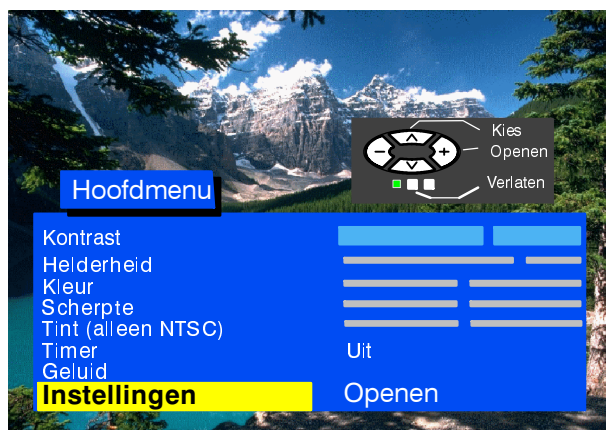 Kies
Openen
Verlaten
Hoofdmenu
Kontrast
Helderheid
Kleur
Scherpte
Tint (alleen NTSC)
Timer Uit
Geluid
Instellingen Openen